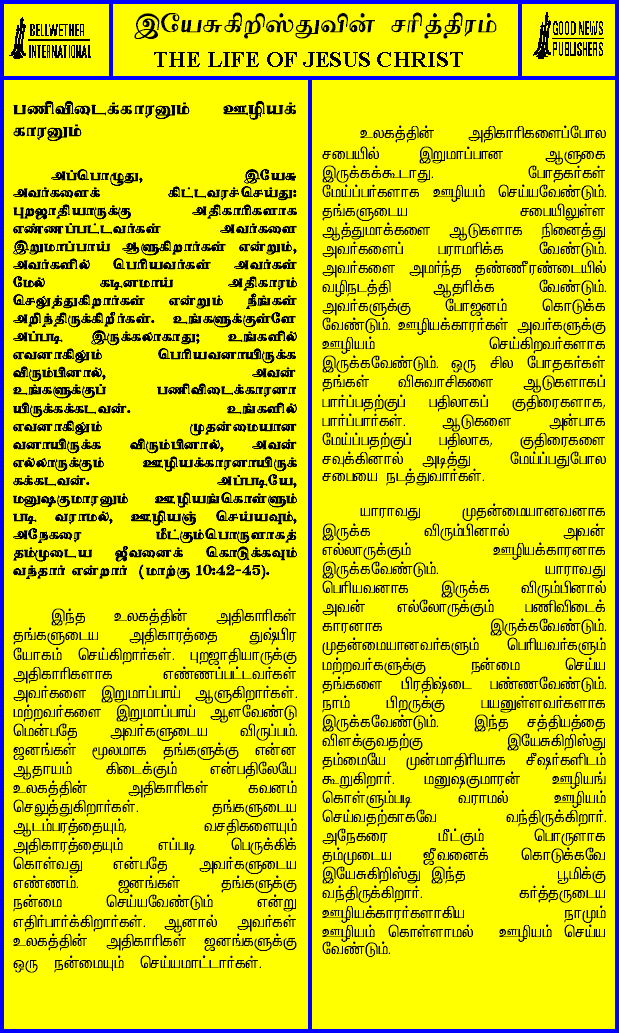 BELLWETHER
INTERNATIONAL
இயேசுகிறிஸ்துவின் சரித்திரம்
THE LIFE OF JESUS CHRIST
GOOD NEWS
PUBLISHERS
பணிவிடைக்காரனும் ஊழியக்
காரனும்
அப்பொழுது, இயேசு
அவர்களைக் கிட்டவரச்செய்து:
புறஜாதியாருக்கு அதிகாரிகளாக
எண்ணப்பட்டவர்கள் அவர்களை
இறுமாப்பாய் ஆளுகிறார்கள் என்றும்,
அவர்களில் பெரியவர்கள் அவர்கள்
மேல் கடினமாய் அதிகாரம்
செலுத்துகிறார்கள் என்றும் நீங்கள்
அறிந்திருக்கிறீர்கள். உங்களுக்குள்ளே
அப்படி இருக்கலாகாது; உங்களில்
எவனாகிலும் பெரியவனாயிருக்க
விரும்பினால், அவன்
உங்களுக்குப் பணிவிடைக்காரனா
யிருக்கக்கடவன். உங்களில்
எவனாகிலும் முதன்மையான
வனாயிருக்க விரும்பினால், அவன்
எல்லாருக்கும் ஊழியக்காரனாயிருக்
கக்கடவன். அப்படியே,
மனுஷகுமாரனும் ஊழியங்கொள்ளும்
படி வராமல், ஊழியஞ் செய்யவும்,
அநேகரை மீட்கும்பொருளாகத்
தம்முடைய ஜீவனைக் கொடுக்கவும்
வந்தார் என்றார் (மாற்கு 10:42-45).
இந்த உலகத்தின் அதிகாரிகள்
தங்களுடைய அதிகாரத்தை துஷ்பிர
யோகம் செய்கிறார்கள். புறஜாதியாருக்கு
அதிகாரிகளாக எண்ணப்பட்டவர்கள்
அவர்களை இறுமாப்பாய் ஆளுகிறார்கள்.
மற்றவர்களை இறுமாப்பாய் ஆளவேண்டு
மென்பதே அவர்களுடைய விருப்பம்.
ஜனங்கள் மூலமாக தங்களுக்கு என்ன
ஆதாயம் கிடைக்கும் என்பதிலேயே
உலகத்தின் அதிகாரிகள் கவனம்
செலுத்துகிறார்கள். தங்களுடைய
ஆடம்பரத்தையும், வசதிகளையும்
அதிகாரத்தையும் எப்படி பெருக்கிக்
கொள்வது என்பதே அவர்களுடைய
எண்ணம். ஜனங்கள் தங்களுக்கு
நன்மை செய்யவேண்டும் என்று
எதிர்பார்க்கிறார்கள். ஆனால் அவர்கள்
உலகத்தின் அதிகாரிகள் ஜனங்களுக்கு
ஒரு நன்மையும் செய்யமாட்டார்கள்.
உலகத்தின் அதிகாரிகளைப்போல
சபையில் இறுமாப்பான ஆளுகை
இருக்கக்கூடாது. போதகர்கள்
மேய்ப்பர்களாக ஊழியம் செய்யவேண்டும்.
தங்களுடைய சபையிலுள்ள
ஆத்துமாக்களை ஆடுகளாக நினைத்து
அவர்களைப் பராமரிக்க வேண்டும்.
அவர்களை அமர்ந்த தண்ணீரண்டையில்
வழிநடத்தி ஆதரிக்க வேண்டும்.
அவர்களுக்கு போஜனம் கொடுக்க
வேண்டும். ஊழியக்காரர்கள் அவர்களுக்கு
ஊழியம் செய்கிறவர்களாக
இருக்கவேண்டும். ஒரு சில போதகர்கள்
தங்கள் விசுவாசிகளை ஆடுகளாகப்
பார்ப்பதற்குப் பதிலாகப் குதிரைகளாக,
பார்ப்பார்கள். ஆடுகளை அன்பாக
மேய்ப்பதற்குப் பதிலாக, குதிரைகளை
சவுக்கினால் அடித்து மேய்ப்பதுபோல
சபையை நடத்துவார்கள்.
யாராவது முதன்மையானவனாக
இருக்க விரும்பினால் அவன்
எல்லாருக்கும் ஊழியக்காரனாக
இருக்கவேண்டும். யாராவது
பெரியவனாக இருக்க விரும்பினால்
அவன் எல்லோருக்கும் பணிவிடைக்
காரனாக இருக்கவேண்டும்.
முதன்மையானவர்களும் பெரியவர்களும்
மற்றவர்களுக்கு நன்மை செய்ய
தங்களை பிரதிஷ்டை பண்ணவேண்டும்.
நாம் பிறருக்கு பயனுள்ளவர்களாக
இருக்கவேண்டும். இந்த சத்தியத்தை
விளக்குவதற்கு இயேசுகிறிஸ்து
தம்மையே முன்மாதிரியாக சீஷர்களிடம்
கூறுகிறார். மனுஷகுமாரன் ஊழியங்
கொள்ளும்படி வராமல் ஊழியம்
செய்வதற்காகவே வந்திருக்கிறார்.
அநேகரை மீட்கும் பொருளாக
தம்முடைய ஜீவனைக் கொடுக்கவே
இயேசுகிறிஸ்து இந்த பூமிக்கு
வந்திருக்கிறார். கர்த்தருடைய
ஊழியக்காரர்களாகிய நாமும்
ஊழியம் கொள்ளாமல் ஊழியம் செய்ய
வேண்டும்.